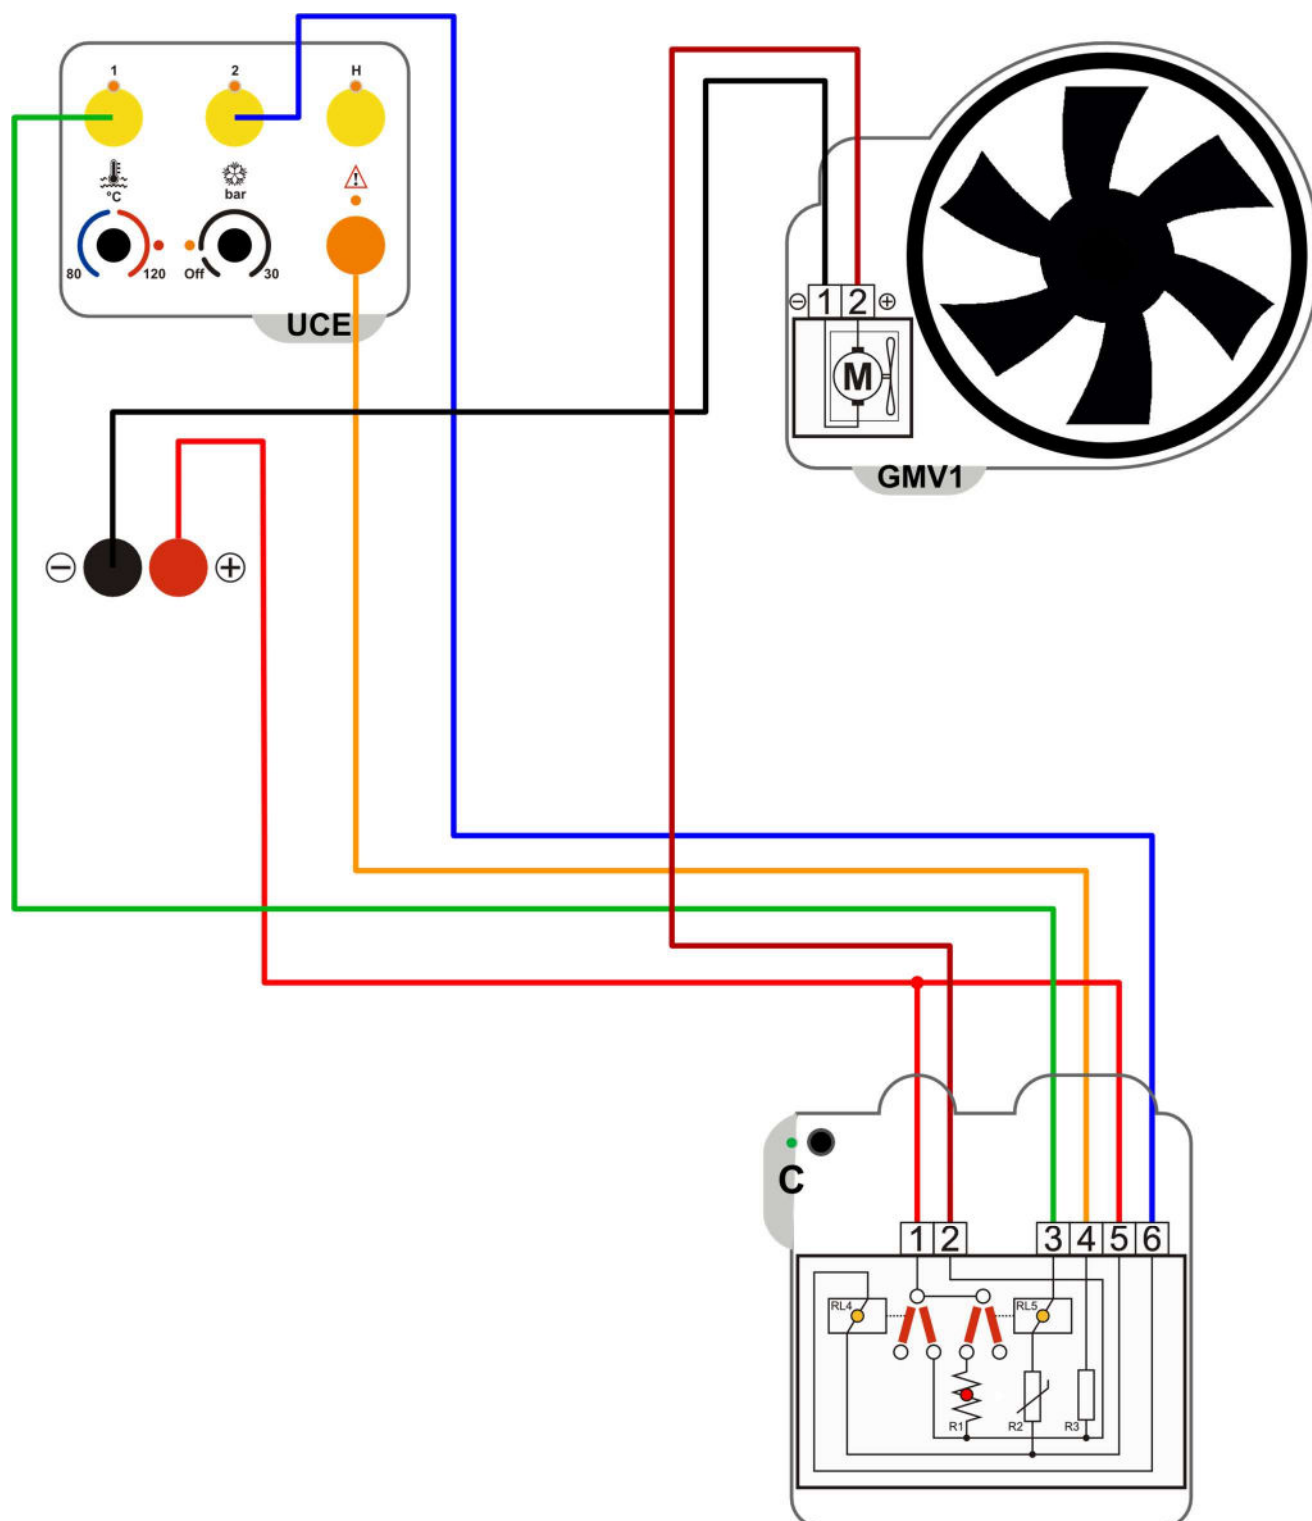 1 2 H
°C bar
80 120 Off 30
UCE
⊖ 1 2 ⊕
M
GMV1
⊖ ⊕
C
1 2 3 4 5 6
RL4 RL5
R1 R2 R3